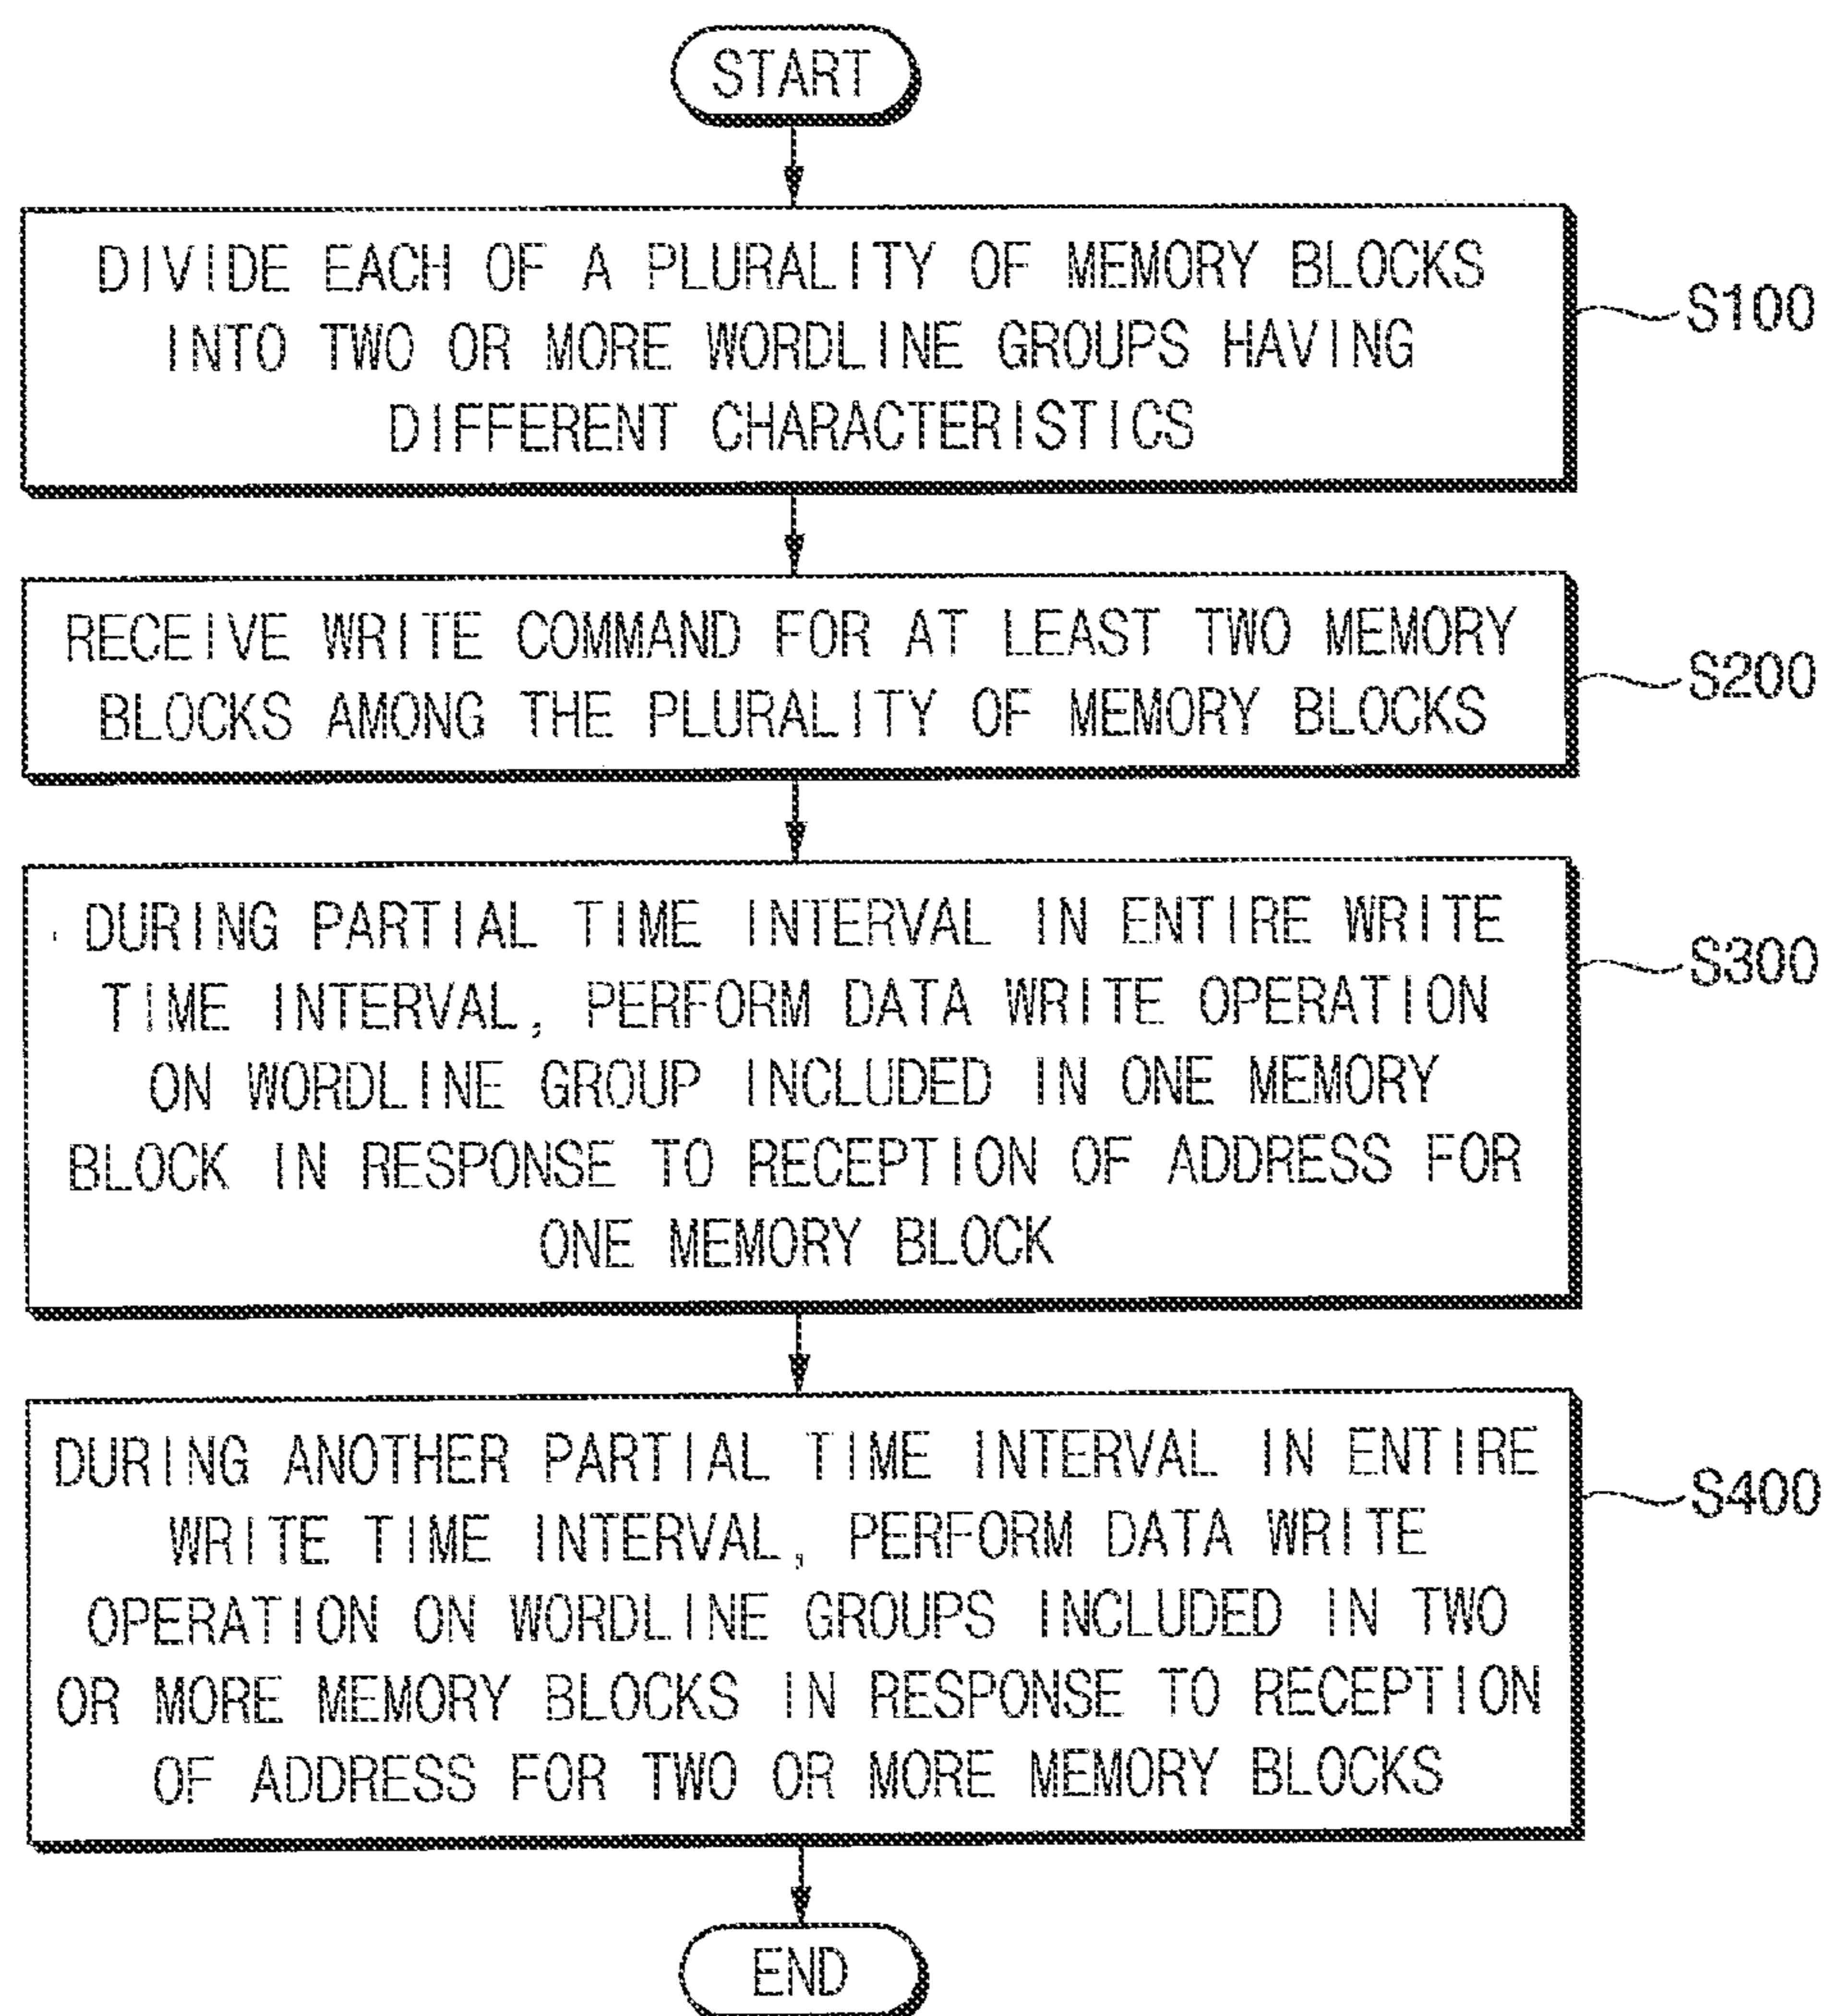 START
DIVIDE EACH OF A PLURALITY OF MEMORY BLOCKS
INTO TWO OR MORE WORDLINE GROUPS HAVING
DIFFERENT CHARACTERISTICS
S100
RECEIVE WRITE COMMAND FOR AT LEAST TWO MEMORY
BLOCKS AMONG THE PLURALITY OF MEMORY BLOCKS
S200
DURING PARTIAL TIME INTERVAL IN ENTIRE WRITE
TIME INTERVAL, PERFORM DATA WRITE OPERATION
ON WORDLINE GROUP INCLUDED IN ONE MEMORY
BLOCK IN RESPONSE TO RECEPTION OF ADDRESS FOR
ONE MEMORY BLOCK
S300
DURING ANOTHER PARTIAL TIME INTERVAL IN ENTIRE
WRITE TIME INTERVAL, PERFORM DATA WRITE
OPERATION ON WORDLINE GROUPS INCLUDED IN TWO
OR MORE MEMORY BLOCKS IN RESPONSE TO RECEPTION
OF ADDRESS FOR TWO OR MORE MEMORY BLOCKS
S400
END